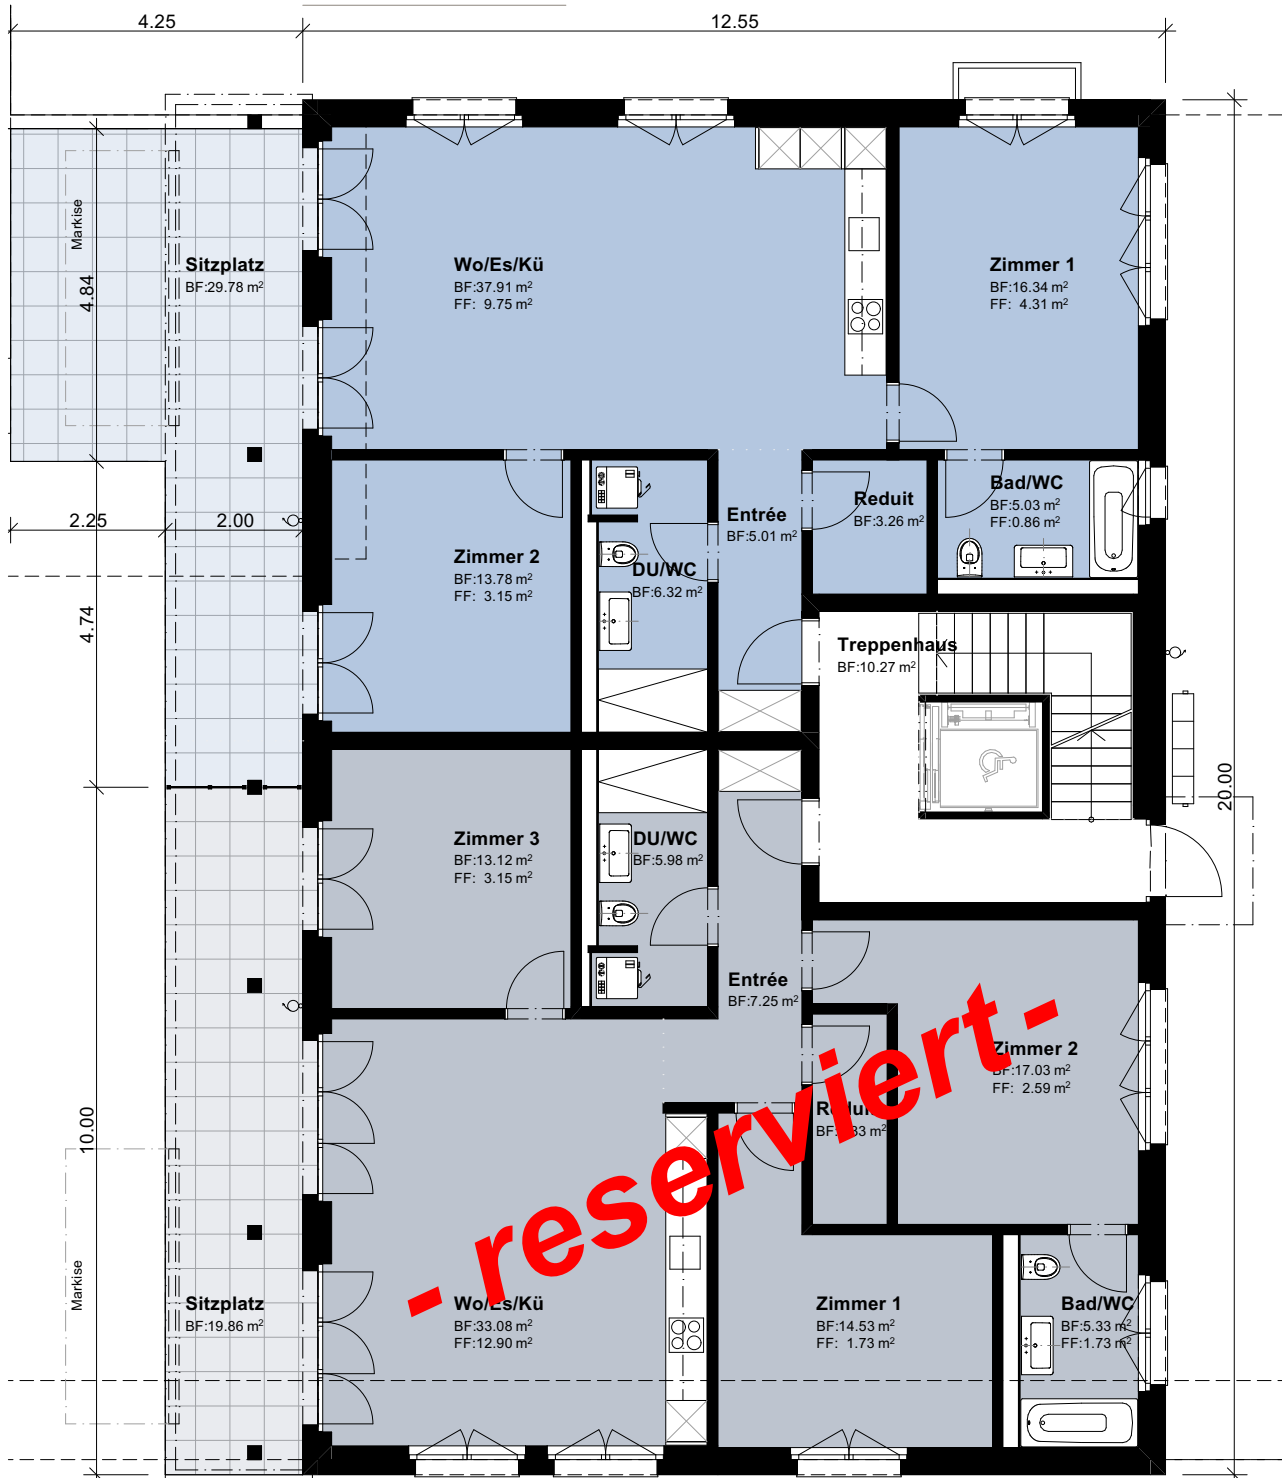 4.25
12.55
Markise
4.84
Sitzplatz
BF:29.78 m²
Wo/Es/Kü
BF:37.91 m²
FF: 9.75 m²
Zimmer 1
BF:16.34 m²
FF: 4.31 m²
2.25
2.00
Zimmer 2
BF:13.78 m²
FF: 3.15 m²
DU/WC
BF:6.32 m²
Entrée
BF:5.01 m²
Reduit
BF:3.26 m²
Bad/WC
BF:5.03 m²
FF:0.86 m²
4.74
Treppenhaus
BF:10.27 m²
20.00
Zimmer 3
BF:13.12 m²
FF: 3.15 m²
DU/WC
BF:5.98 m²
Entrée
BF:7.25 m²
Zimmer 2
BF:17.03 m²
FF: 2.59 m²
- reserviert -
10.00
Markise
Sitzplatz
BF:19.86 m²
Wo/Es/Kü
BF:33.08 m²
FF:12.90 m²
Zimmer 1
BF:14.53 m²
FF: 1.73 m²
Bad/WC
BF:5.33 m²
FF:1.73 m²